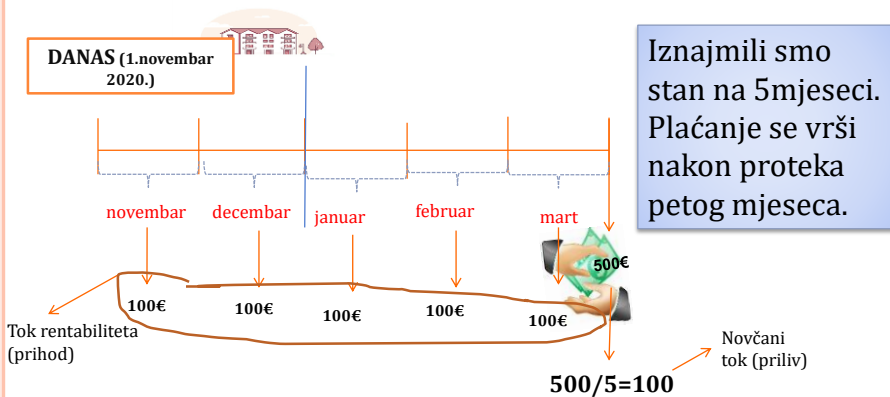 DANAS (1.novembar
2020.)
Iznajmili smo
stan na 5mjeseci.
Plaćanje se vrši
nakon proteka
petog mjeseca.
novembar
decembar
januar
februar
mart
500€
100€
100€
100€
100€
100€
Tok rentabiliteta
(prihod)
Novčani
tok (priliv)
500/5=100